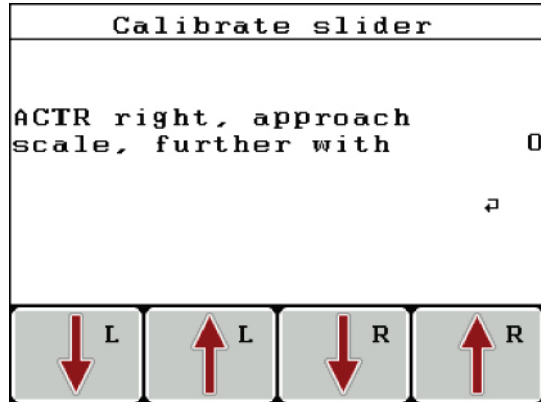 Calibrate slider
ACTR right, approach
scale, further with 0
↵
L L R R